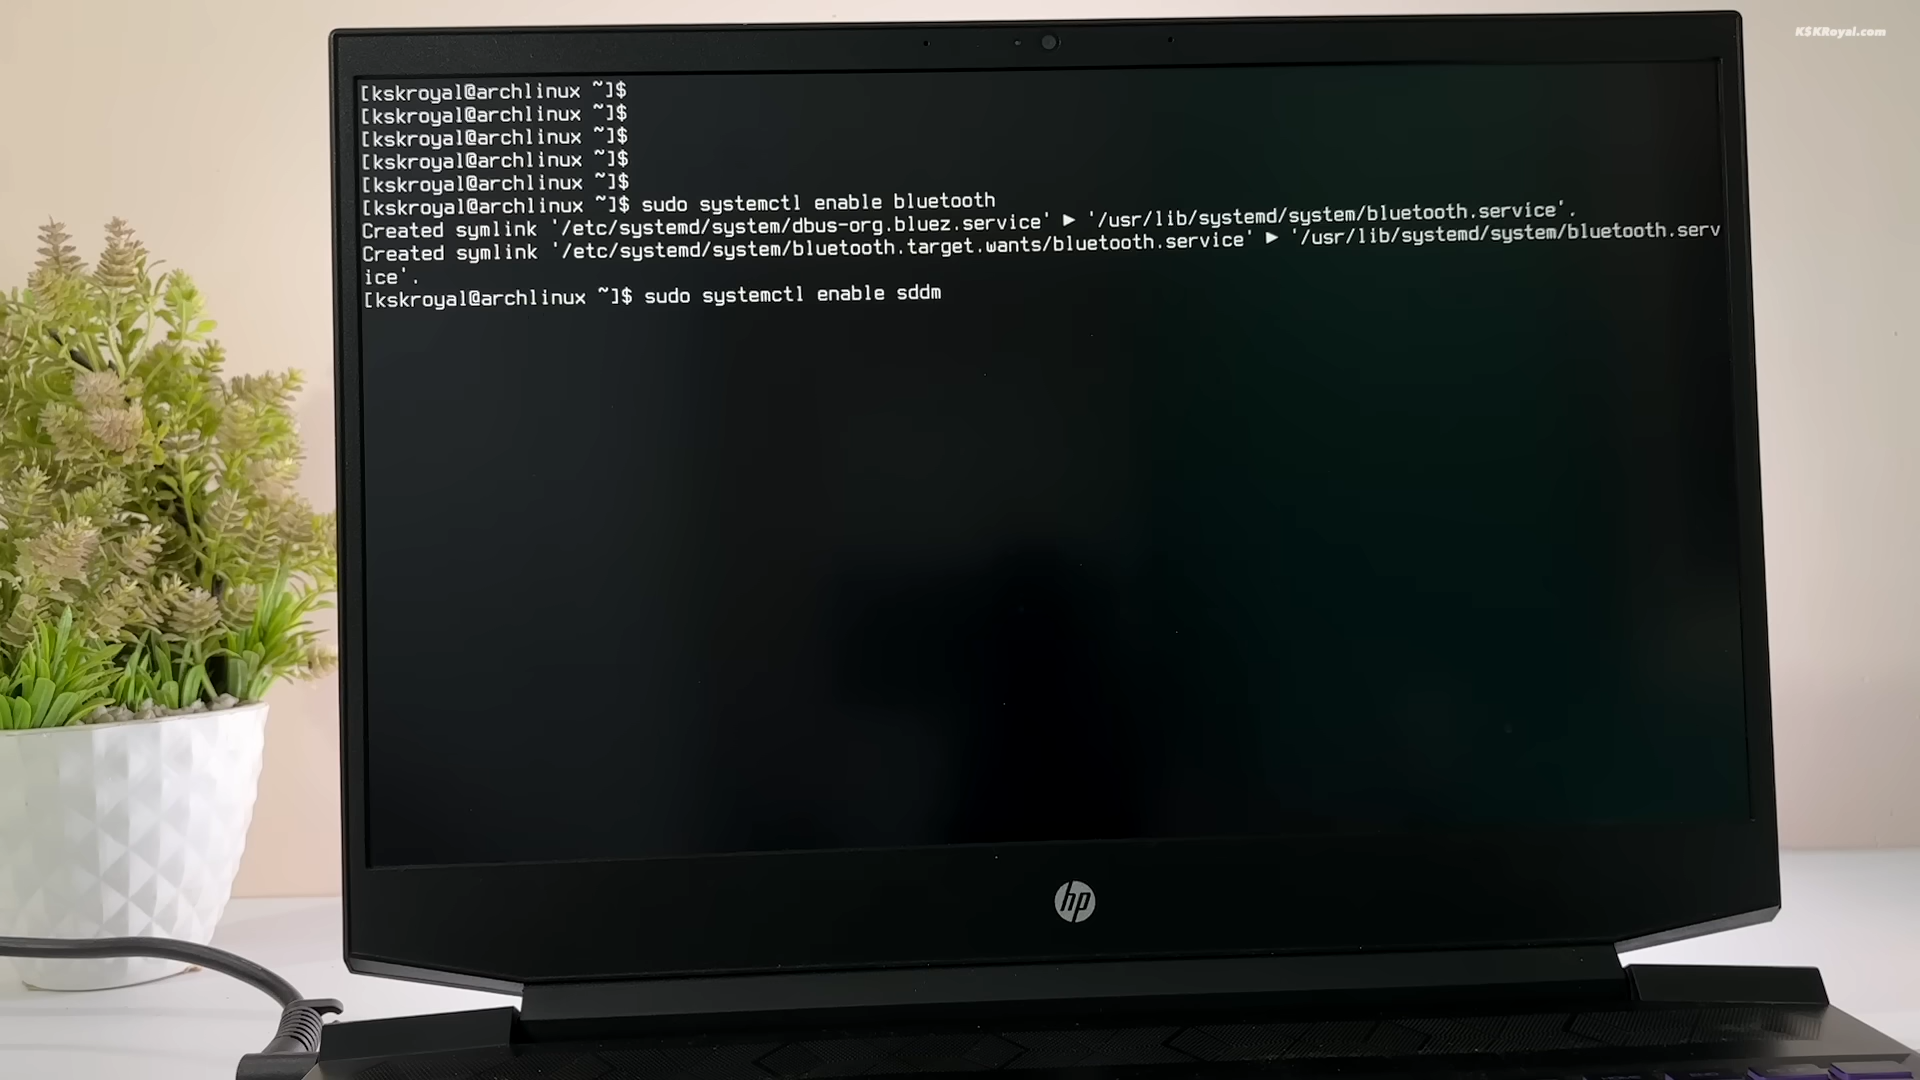 KSKRoyal.com
[kskroyal@archlinux ~]$
[kskroyal@archlinux ~]$
[kskroyal@archlinux ~]$
[kskroyal@archlinux ~]$
[kskroyal@archlinux ~]$
[kskroyal@archlinux ~]$ sudo systemctl enable bluetooth
Created symlink '/etc/systemd/system/dbus-org.bluez.service' ► '/usr/lib/systemd/system/bluetooth.service'.
Created symlink '/etc/systemd/system/bluetooth.target.wants/bluetooth.service' ► '/usr/lib/systemd/system/bluetooth.serv
ice'.
[kskroyal@archlinux ~]$ sudo systemctl enable sddm
hp